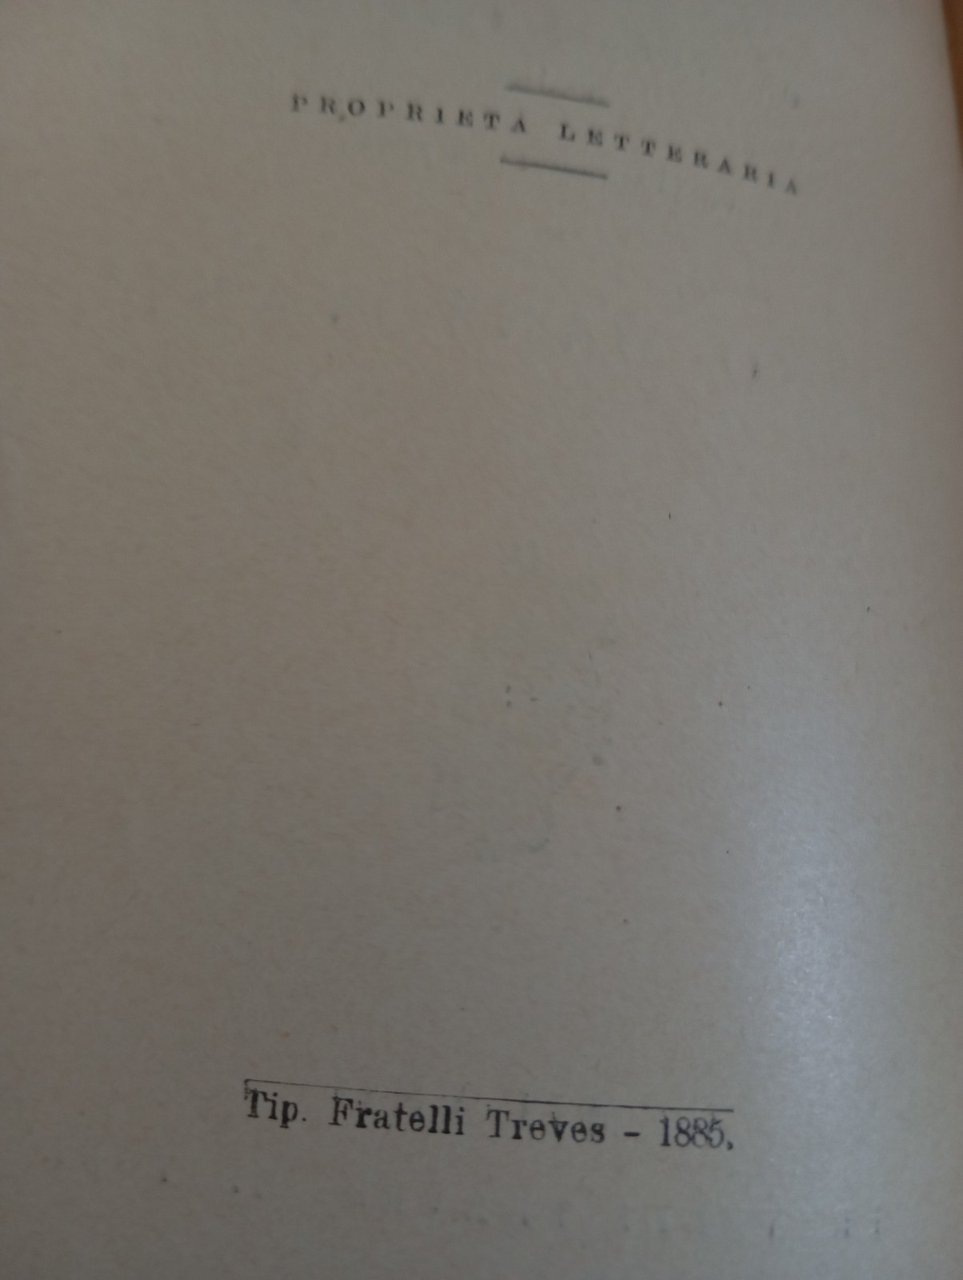 PROPRIETÀ LETTERARIA
Tip. Fratelli Treves - 1885.